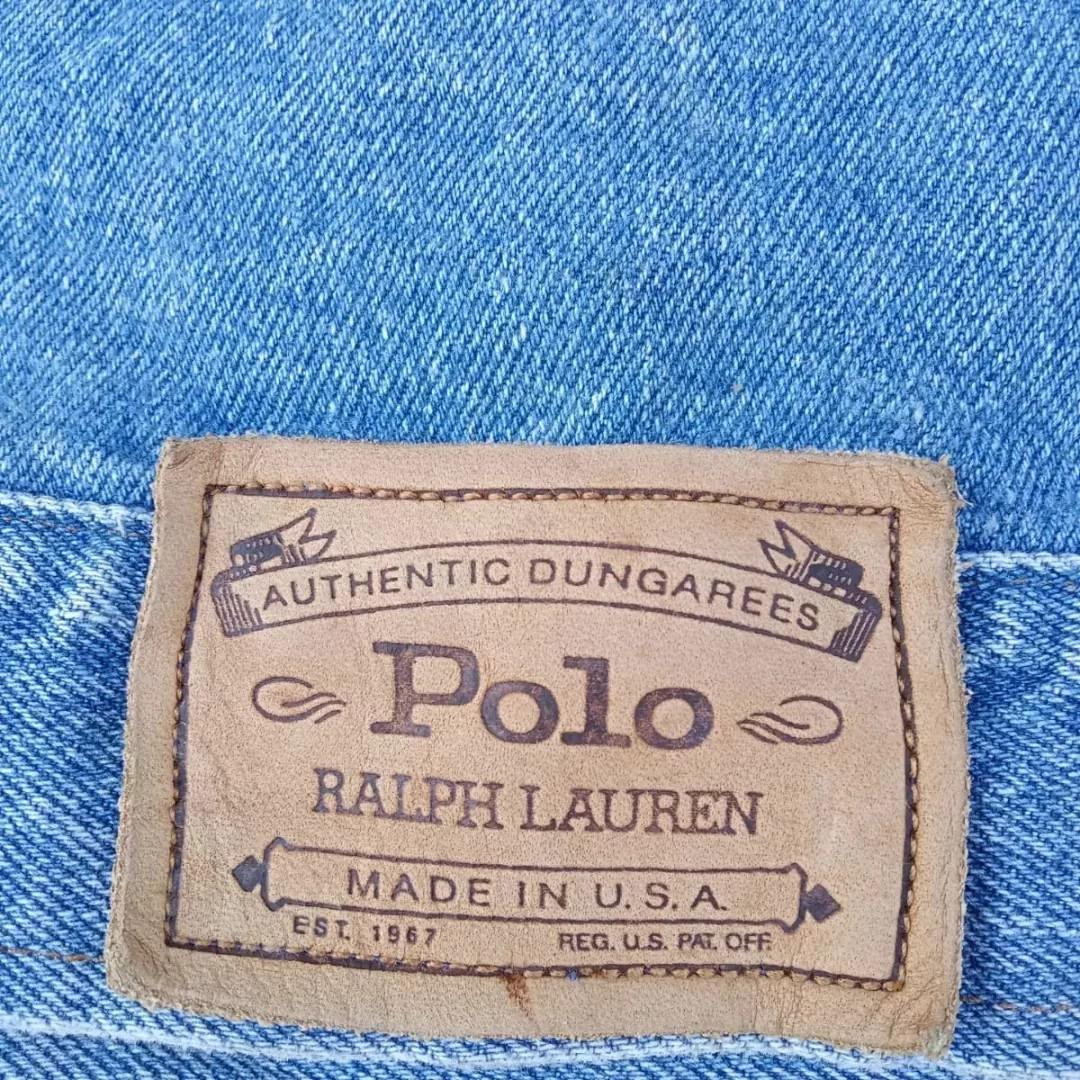 AUTHENTIC DUNGAREES
Polo
RALPH LAUREN
MADE IN U.S.A.
EST. 1967 REG. U.S. PAT. OFF.